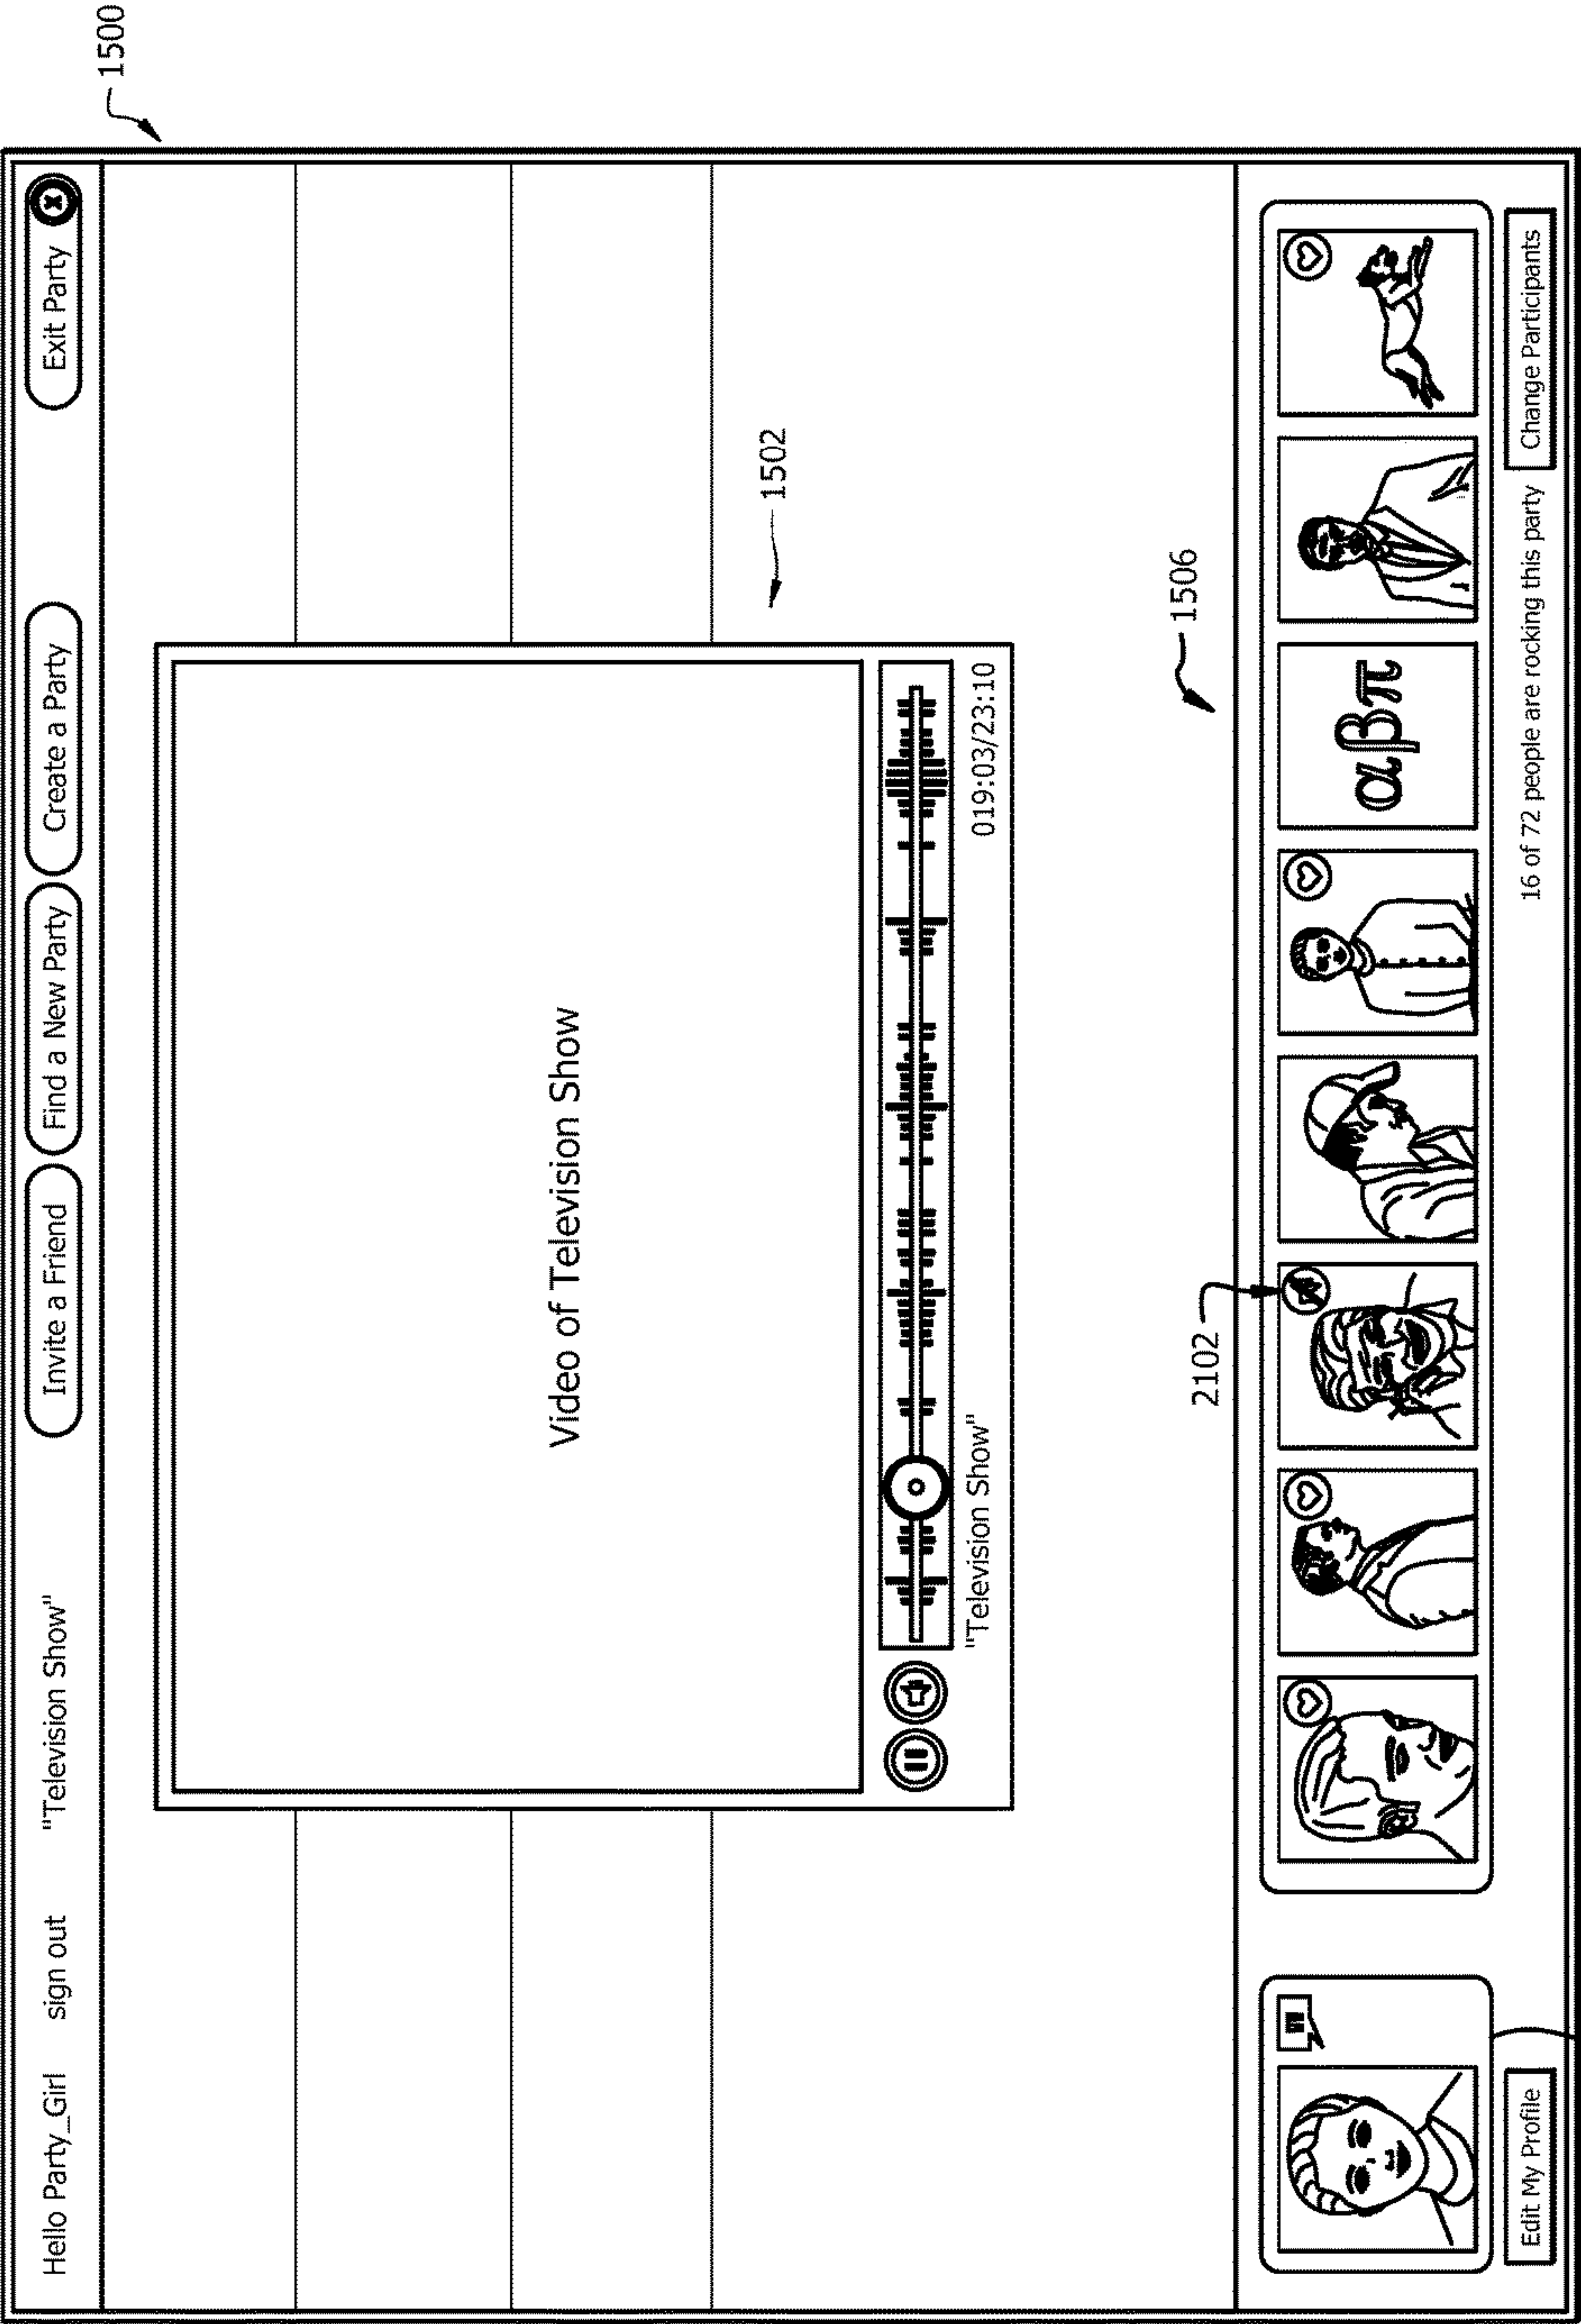 1500
Hello Party_Girl sign out "Television Show" Invite a Friend Find a New Party Create a Party Exit Party x
Video of Television Show
1502
"Television Show" 019:03/23:10
1506
2102
αβπ
Edit My Profile 16 of 72 people are rocking this party Change Participants